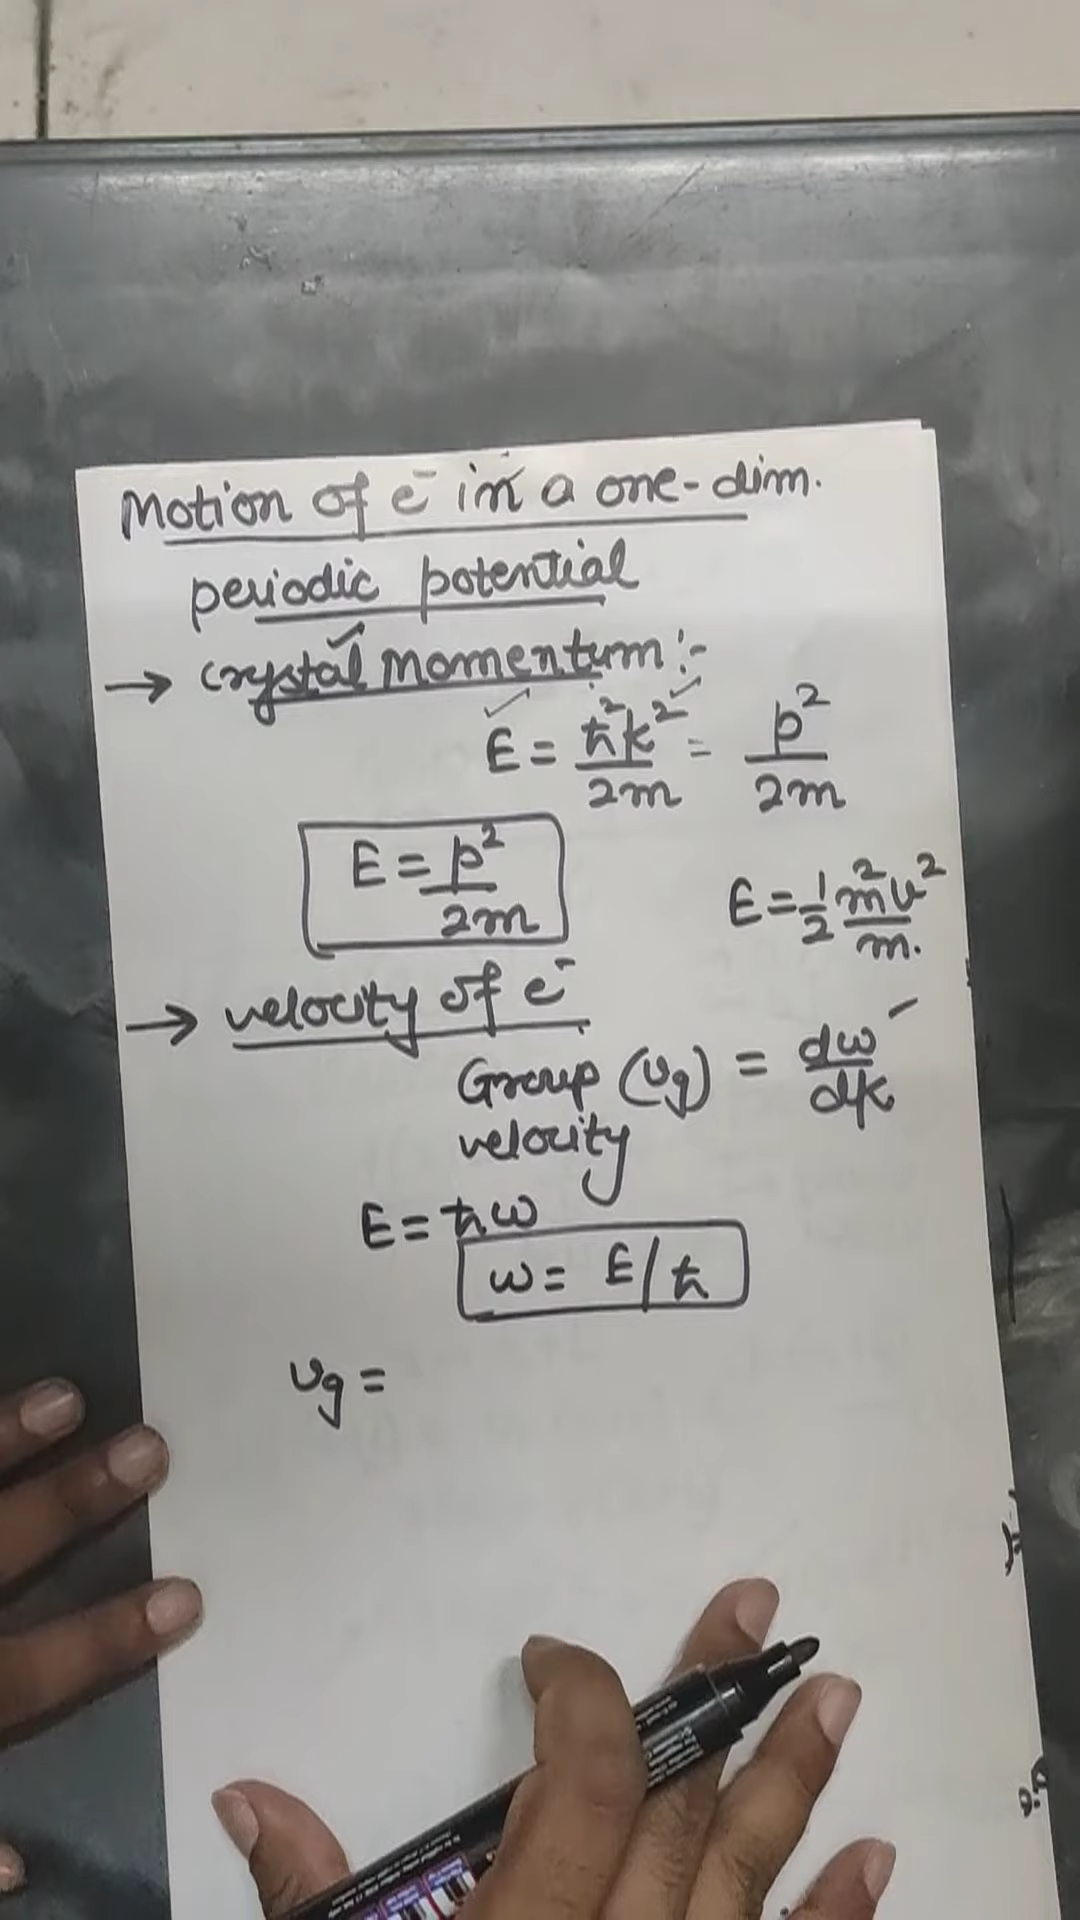 Motion of e⁻ in a one-dim.
periodic potential
→ crystal momentum :-
E = ħ²k²/2m = p²/2m
E = p²/2m
E = 1/2 m²v²/m.
→ velocity of e⁻
Group (vg) = dω/dk
velocity
E = ħω
ω = E/ħ
vg =